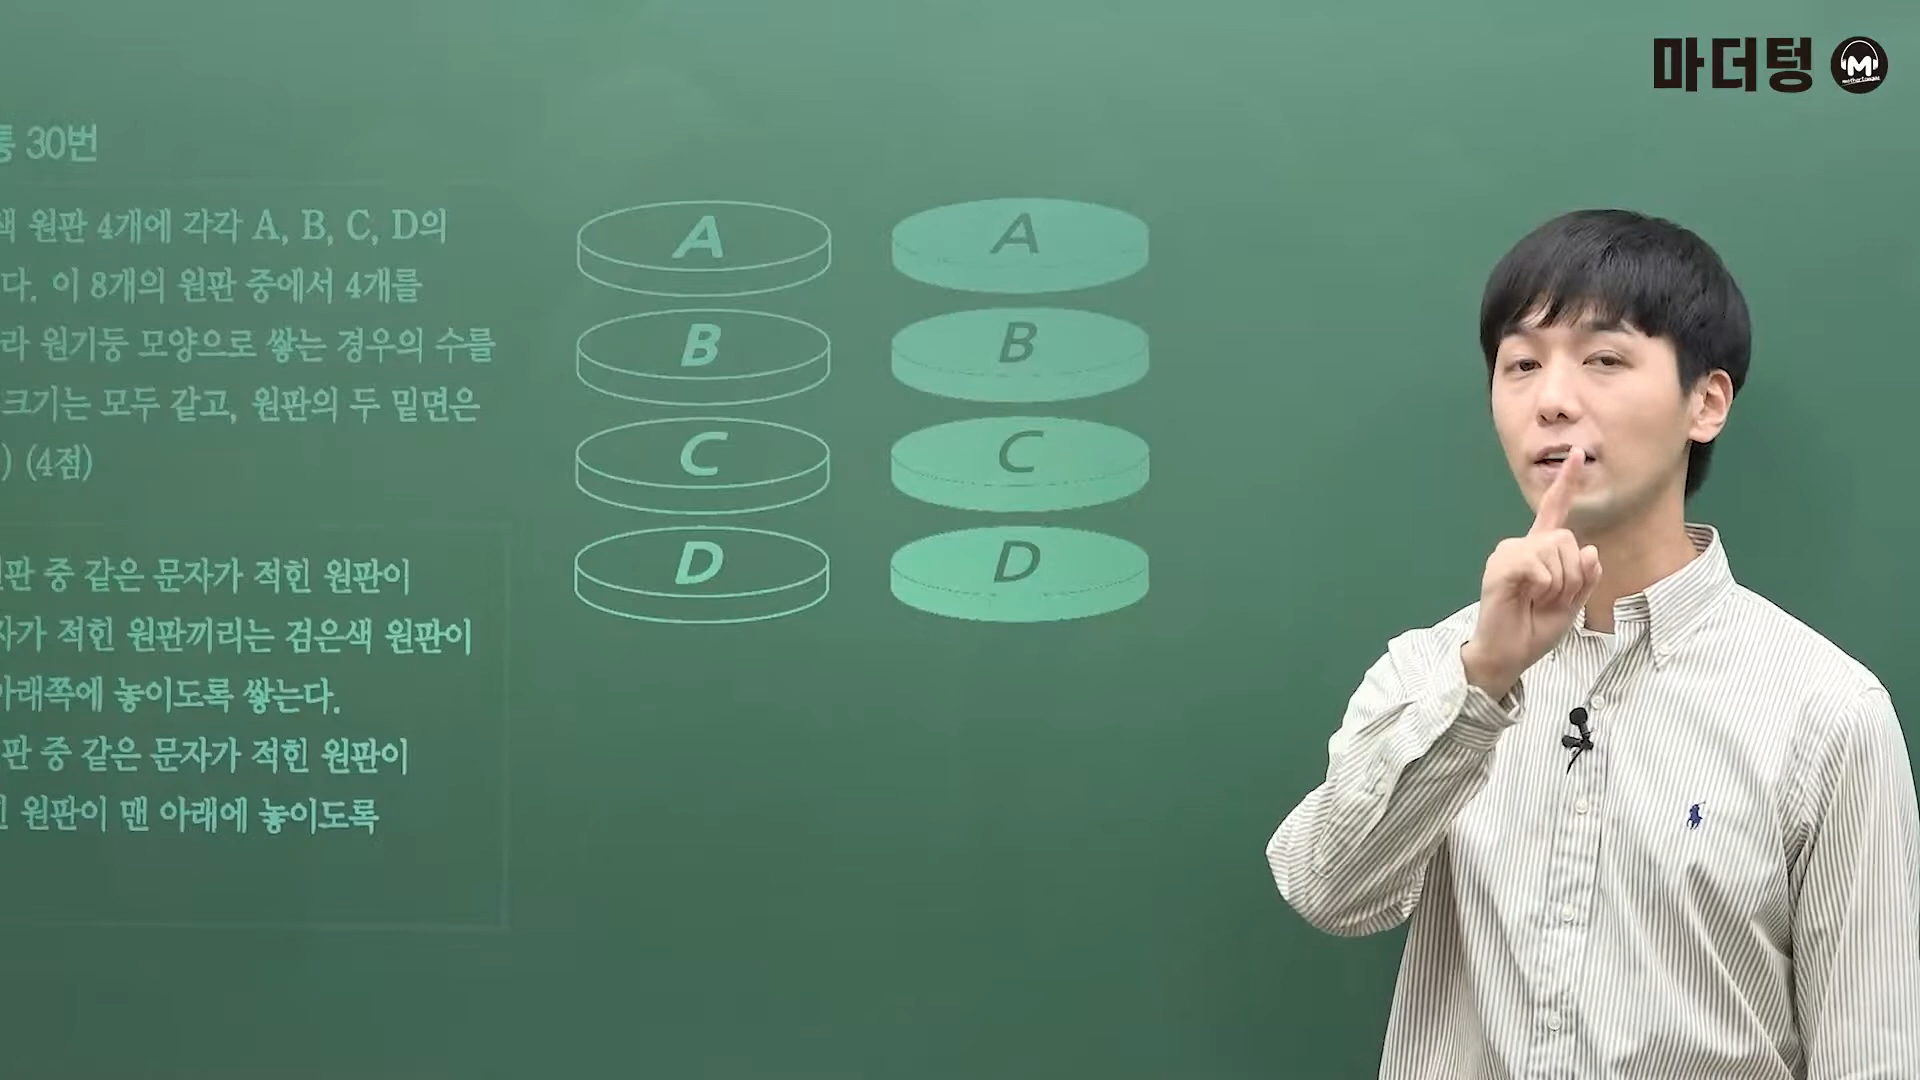 마더텅
통 30번
색 원판 4개에 각각 A, B, C, D의
다. 이 8개의 원판 중에서 4개를
라 원기둥 모양으로 쌓는 경우의 수를
크기는 모두 같고, 원판의 두 밑면은
) (4점)
원판 중 같은 문자가 적힌 원판이
자가 적힌 원판끼리는 검은색 원판이
아래쪽에 놓이도록 쌓는다.
판 중 같은 문자가 적힌 원판이
원판이 맨 아래에 놓이도록
A A
B B
C C
D D